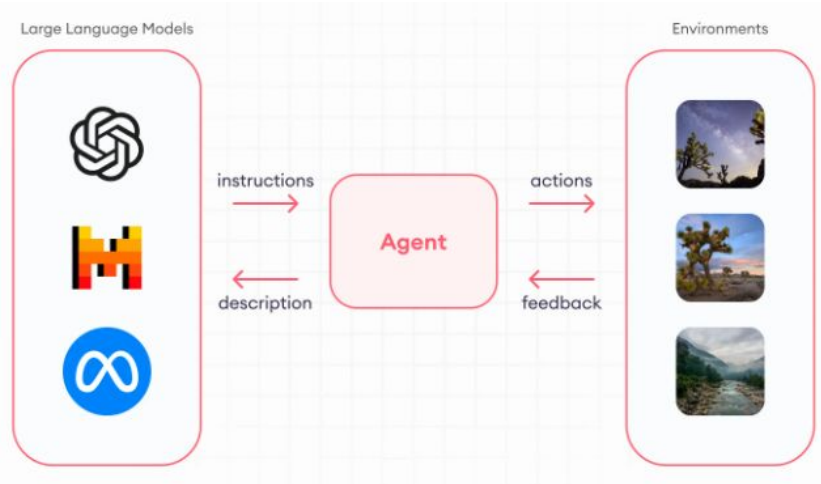 Large Language Models
Environments
instructions
actions
Agent
description
feedback